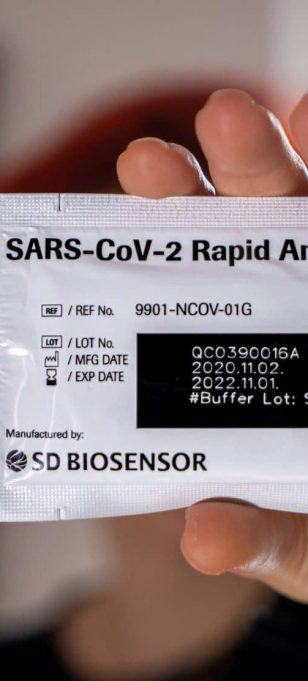 SARS-CoV-2 Rapid An
REF / REF No. 9901-NCOV-01G
LOT / LOT No. QC0390016A
/ MFG DATE 2020.11.02.
/ EXP DATE 2022.11.01.
#Buffer Lot: S
Manufactured by:
SD BIOSENSOR